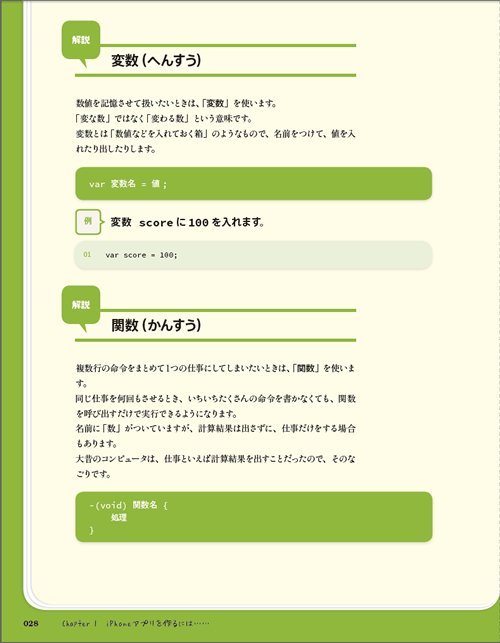 解説
変数(へんすう)
数値を記憶させて扱いたいときは、「変数」を使います。
「変な数」ではなく「変わる数」という意味です。
変数とは「数値などを入れておく箱」のようなもので、名前をつけて、値を入
れたり出したりします。
var 変数名 = 値 ;
例
変数 score に 100 を入れます。
01 var score = 100;
解説
関数(かんすう)
複数行の命令をまとめて1つの仕事にしてしまいたいときは、「関数」を使いま
す。
同じ仕事を何回もさせるとき、いちいちたくさんの命令を書かなくても、関数
を呼び出すだけで実行できるようになります。
名前に「数」がついていますが、計算結果は出さずに、仕事だけをする場合
もあります。
大昔のコンピュータは、仕事といえば計算結果を出すことだったので、そのな
ごりです。
-(void) 関数名 {
処理
}
028 Chapter 1 iPhoneアプリを作るには……